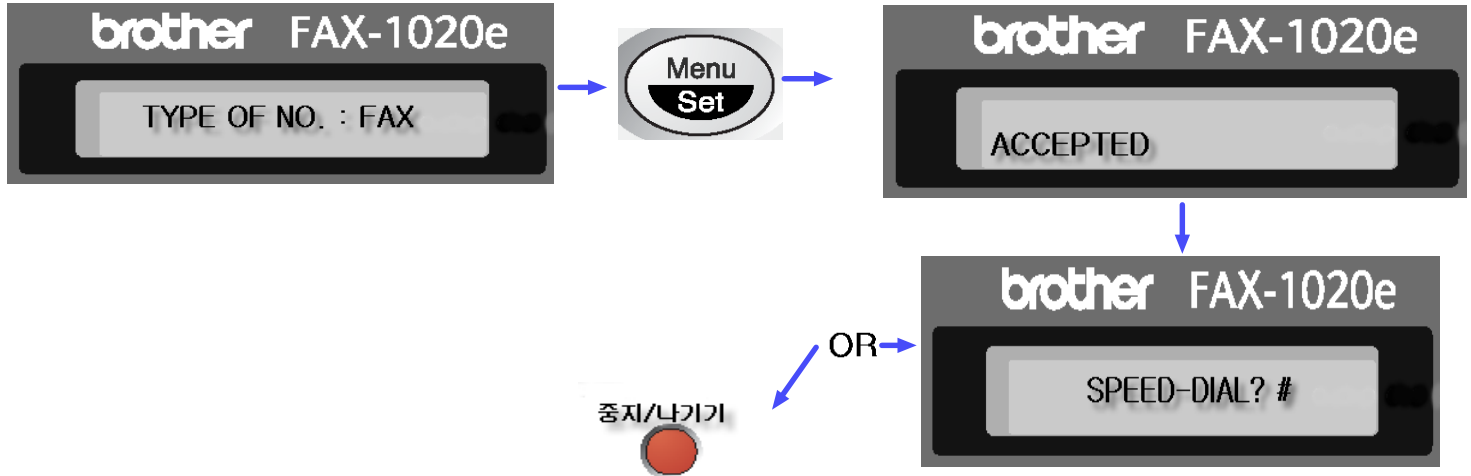 brother FAX-1020e
TYPE OF NO. : FAX
Menu
Set
brother FAX-1020e
ACCEPTED
brother FAX-1020e
SPEED-DIAL? #
OR
중지/나기기